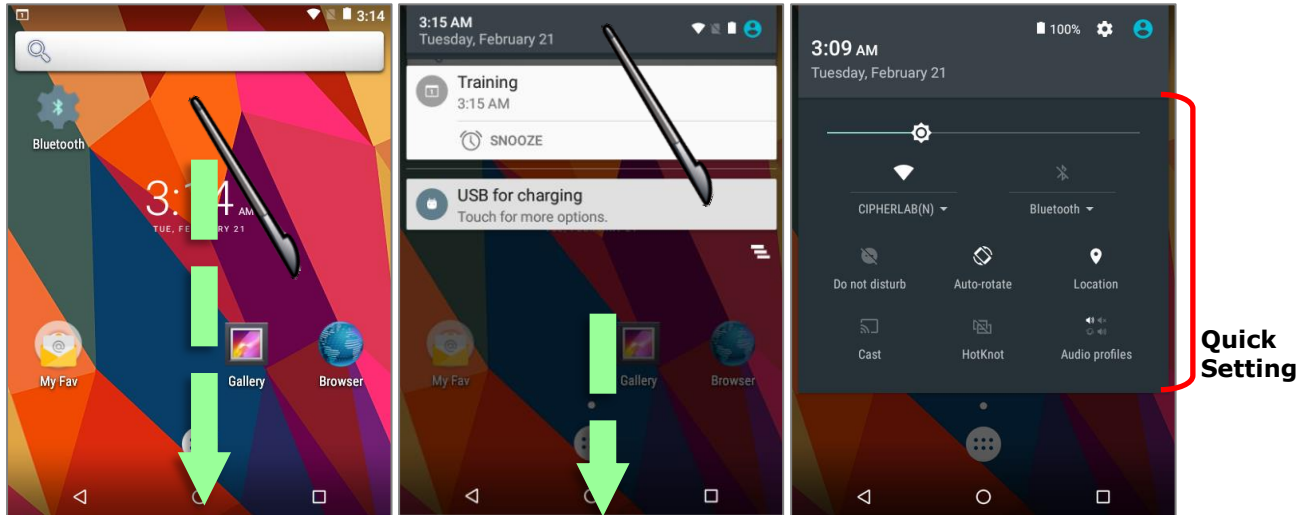 3:14
Bluetooth
3:14 AM
TUE, FEBRUARY 21
My Fav
Gallery
Browser
3:15 AM
Tuesday, February 21
Training
3:15 AM
SNOOZE
USB for charging
Touch for more options.
My Fav
Gallery
Browser
100%
3:09 AM
Tuesday, February 21
CIPHERLAB(N)
Bluetooth
Do not disturb
Auto-rotate
Location
Cast
HotKnot
Audio profiles
Quick
Setting